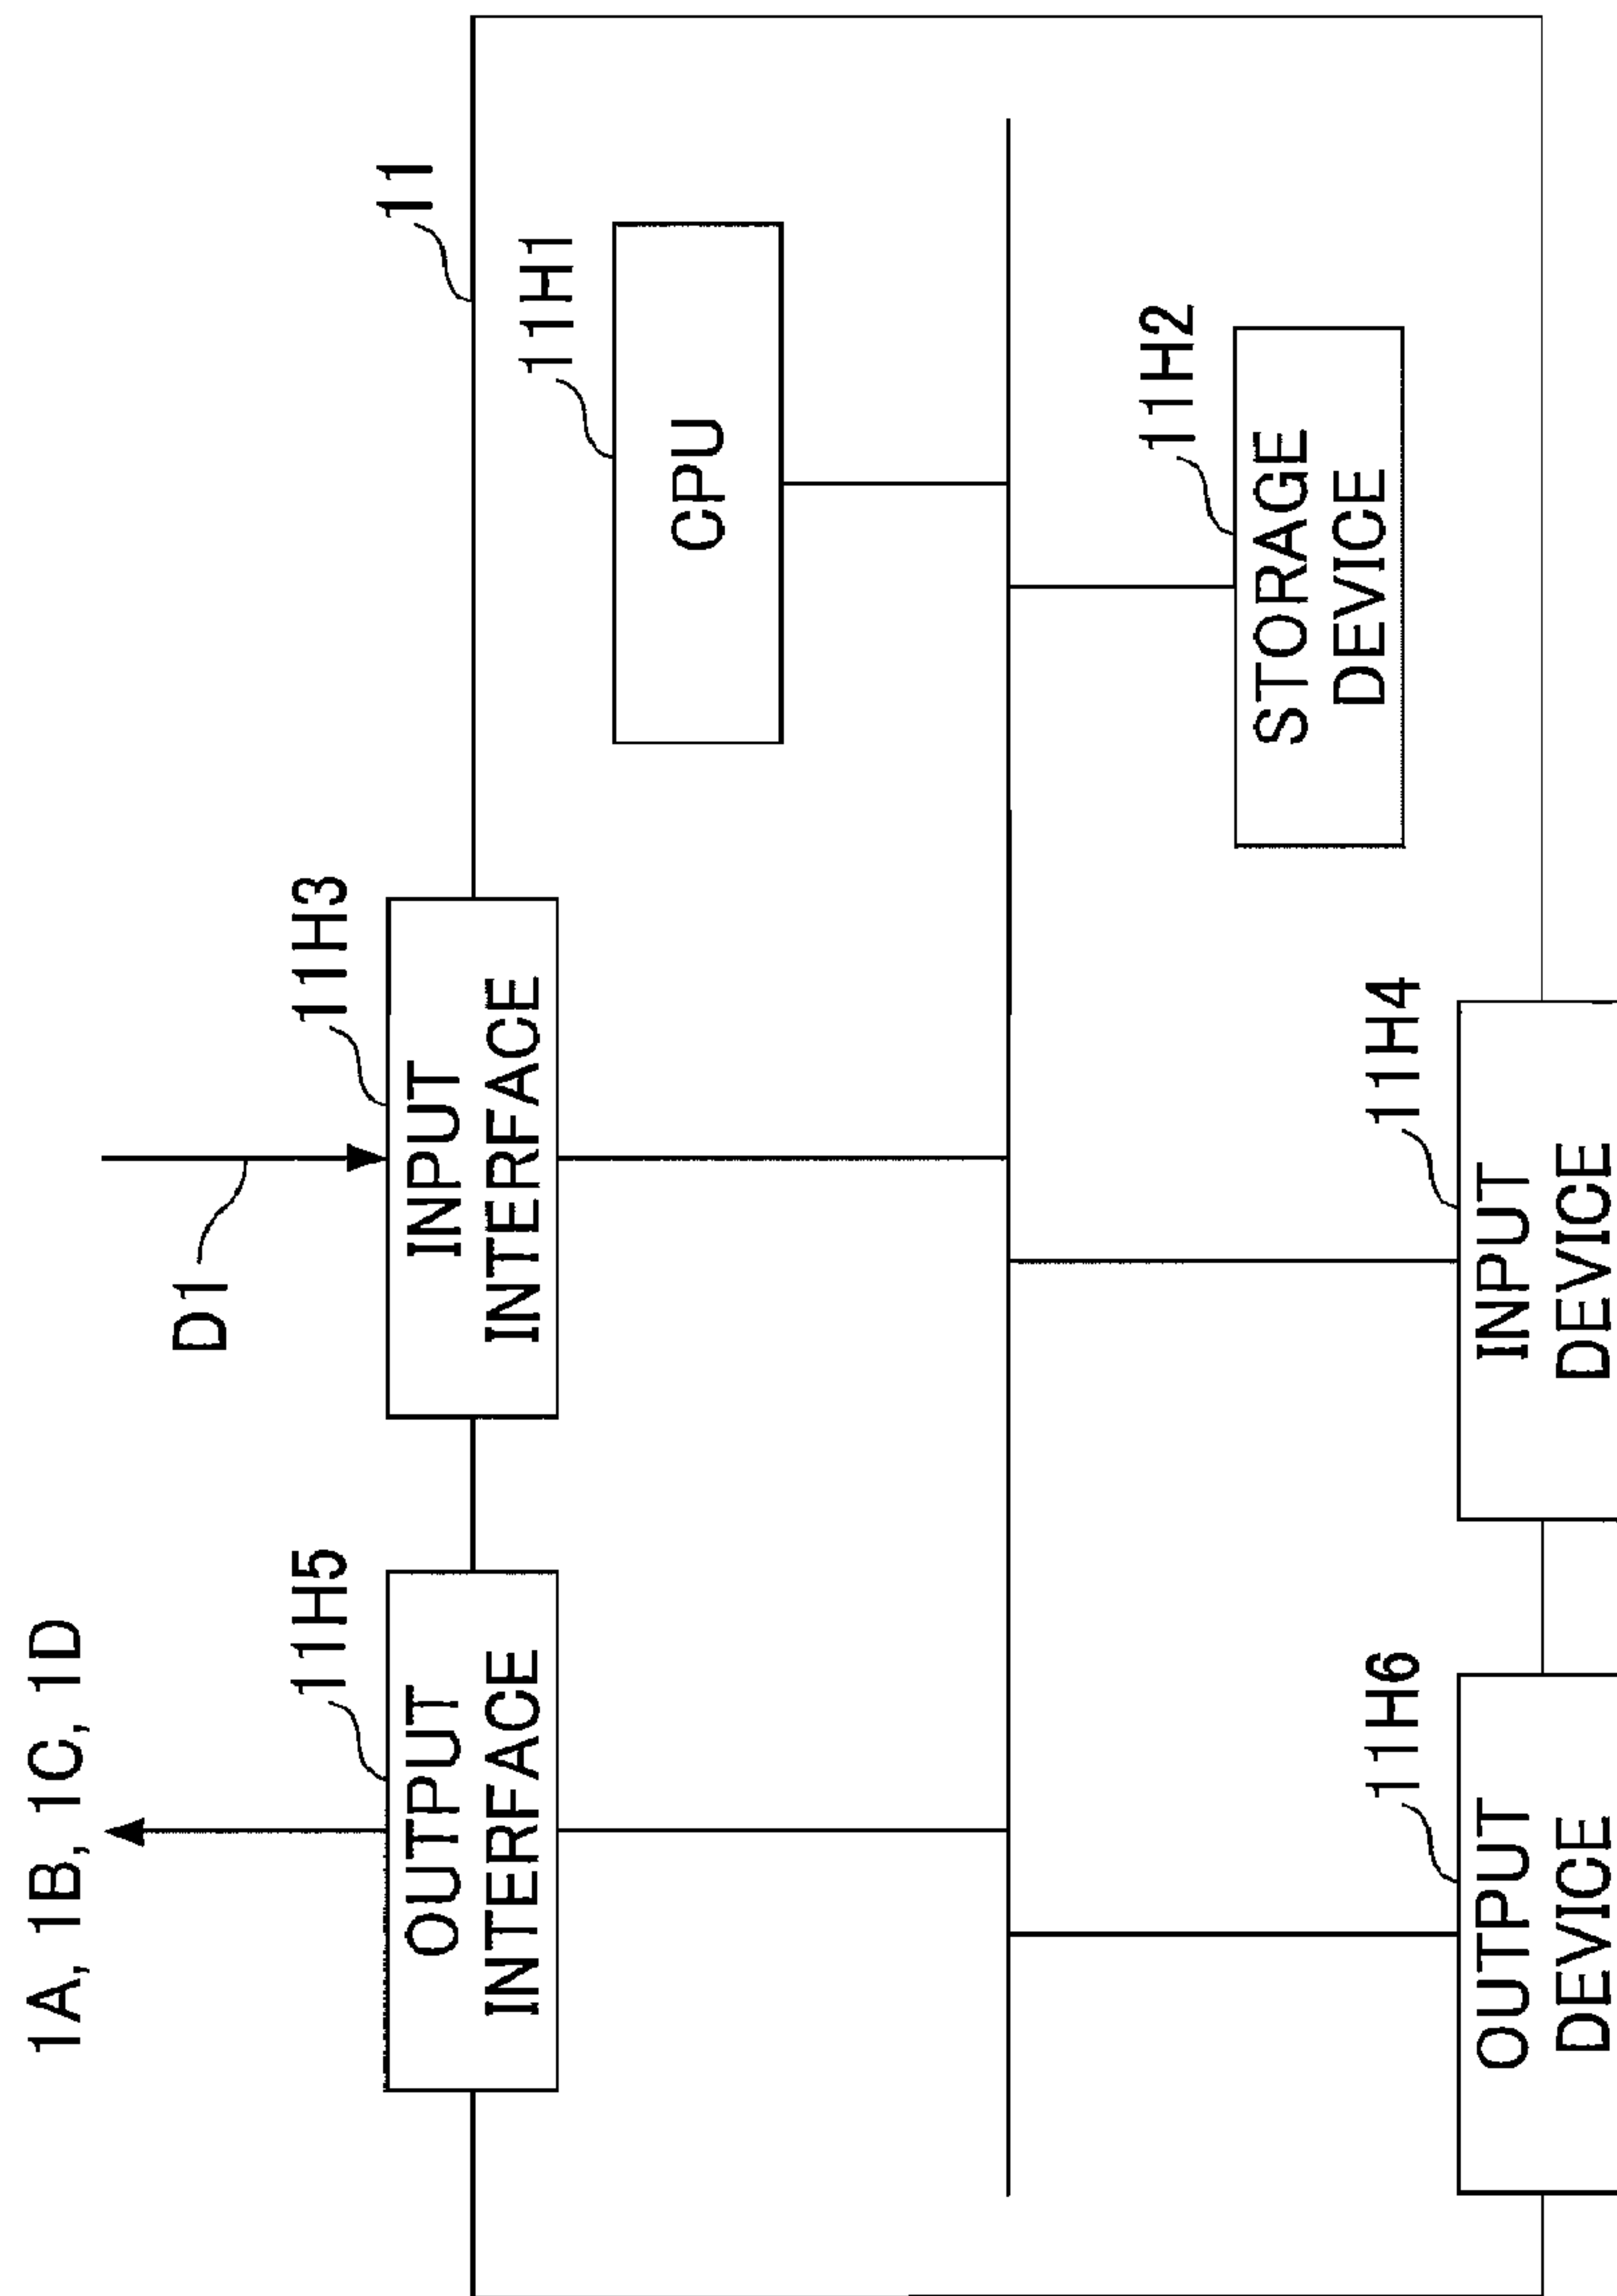 1A, 1B, 1C, 1D
D1
11H5
OUTPUT
INTERFACE
11H3
INPUT
INTERFACE
11
11H1
CPU
11H2
STORAGE
DEVICE
11H6
OUTPUT
DEVICE
11H4
INPUT
DEVICE